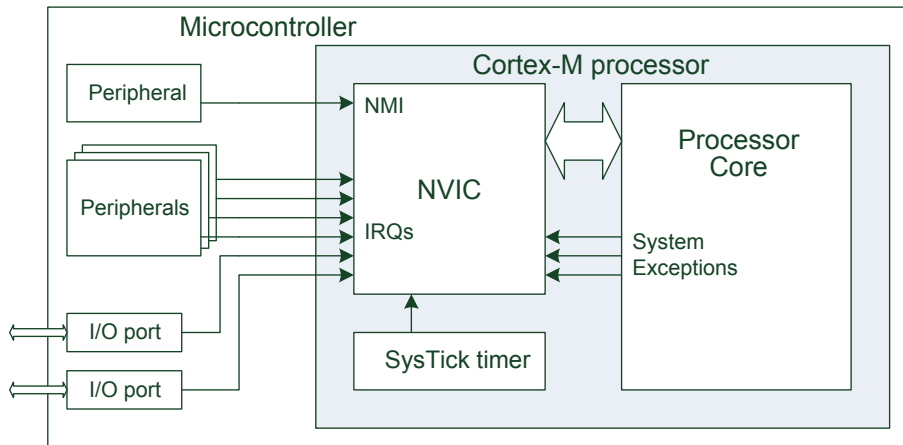 Microcontroller
Cortex-M processor
Peripheral
NMI
Processor
Core
NVIC
Peripherals
IRQs
System
Exceptions
I/O port
SysTick timer
I/O port